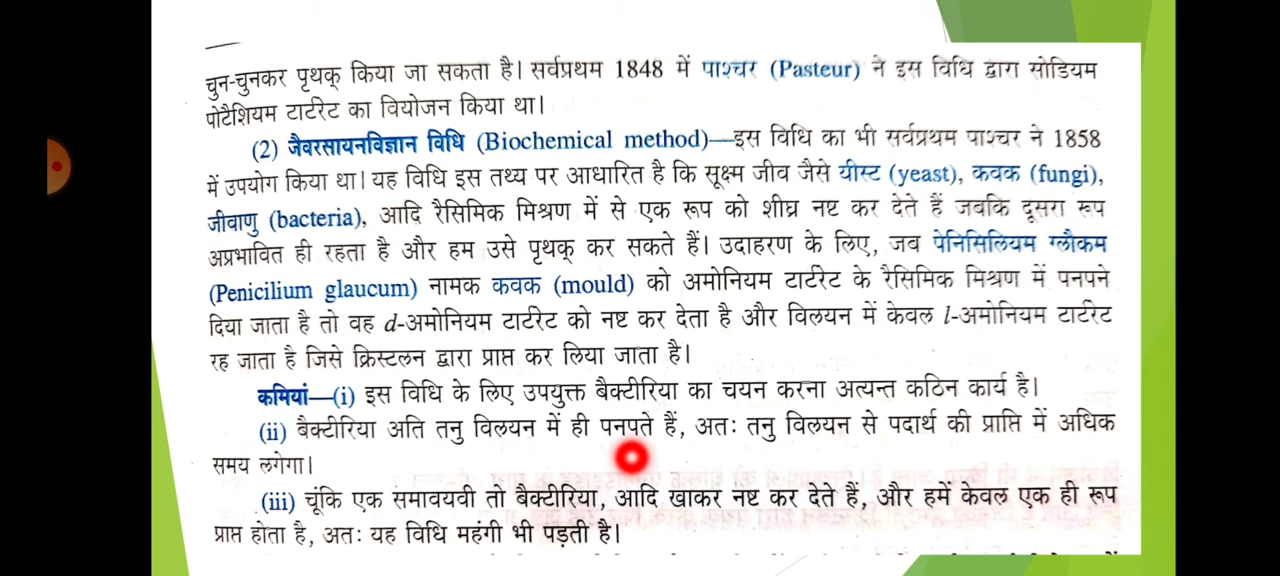 चुन-चुनकर पृथक् किया जा सकता है। सर्वप्रथम 1848 में पाश्चर (Pasteur) ने इस विधि द्वारा सोडियम
पोटैशियम टार्टरेट का वियोजन किया था।
(2) जैवरसायनविज्ञान विधि (Biochemical method)—इस विधि का भी सर्वप्रथम पाश्चर ने 1858
में उपयोग किया था। यह विधि इस तथ्य पर आधारित है कि सूक्ष्म जीव जैसे यीस्ट (yeast), कवक (fungi),
जीवाणु (bacteria), आदि रैसिमिक मिश्रण में से एक रूप को शीघ्र नष्ट कर देते हैं जबकि दूसरा रूप
अप्रभावित ही रहता है और हम उसे पृथक् कर सकते हैं। उदाहरण के लिए, जब पेनिसिलियम ग्लौकम
(Penicilium glaucum) नामक कवक (mould) को अमोनियम टार्टरेट के रैसिमिक मिश्रण में पनपने
दिया जाता है तो वह d-अमोनियम टार्टरेट को नष्ट कर देता है और विलयन में केवल l-अमोनियम टार्टरेट
रह जाता है जिसे क्रिस्टलन द्वारा प्राप्त कर लिया जाता है।
कमियां—(i) इस विधि के लिए उपयुक्त बैक्टीरिया का चयन करना अत्यन्त कठिन कार्य है।
(ii) बैक्टीरिया अति तनु विलयन में ही पनपते हैं, अतः तनु विलयन से पदार्थ की प्राप्ति में अधिक
समय लगेगा।
(iii) चूंकि एक समावयवी तो बैक्टीरिया, आदि खाकर नष्ट कर देते हैं, और हमें केवल एक ही रूप
प्राप्त होता है, अतः यह विधि महंगी भी पड़ती है।